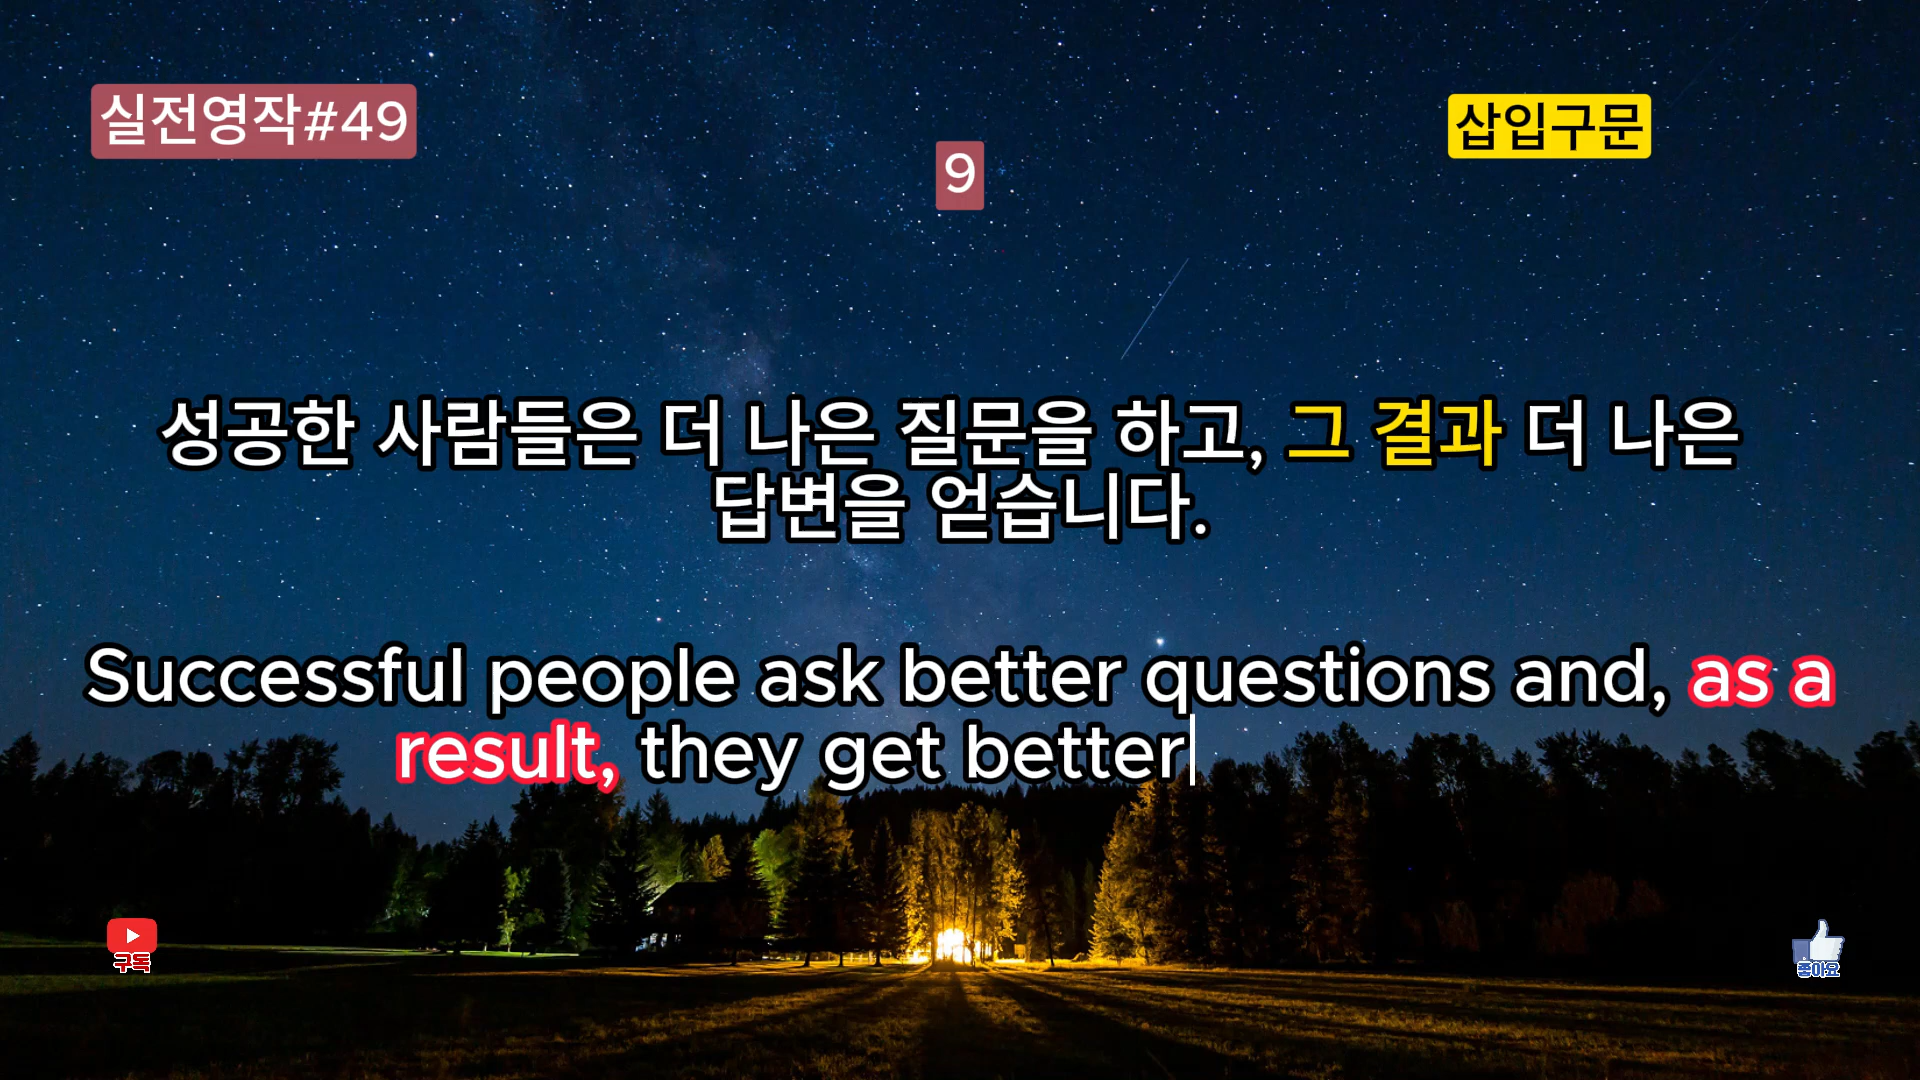 실전영작#49
삽입구문
9
성공한 사람들은 더 나은 질문을 하고, 그 결과 더 나은
답변을 얻습니다.
Successful people ask better questions and, as a
result, they get better
구독
좋아요